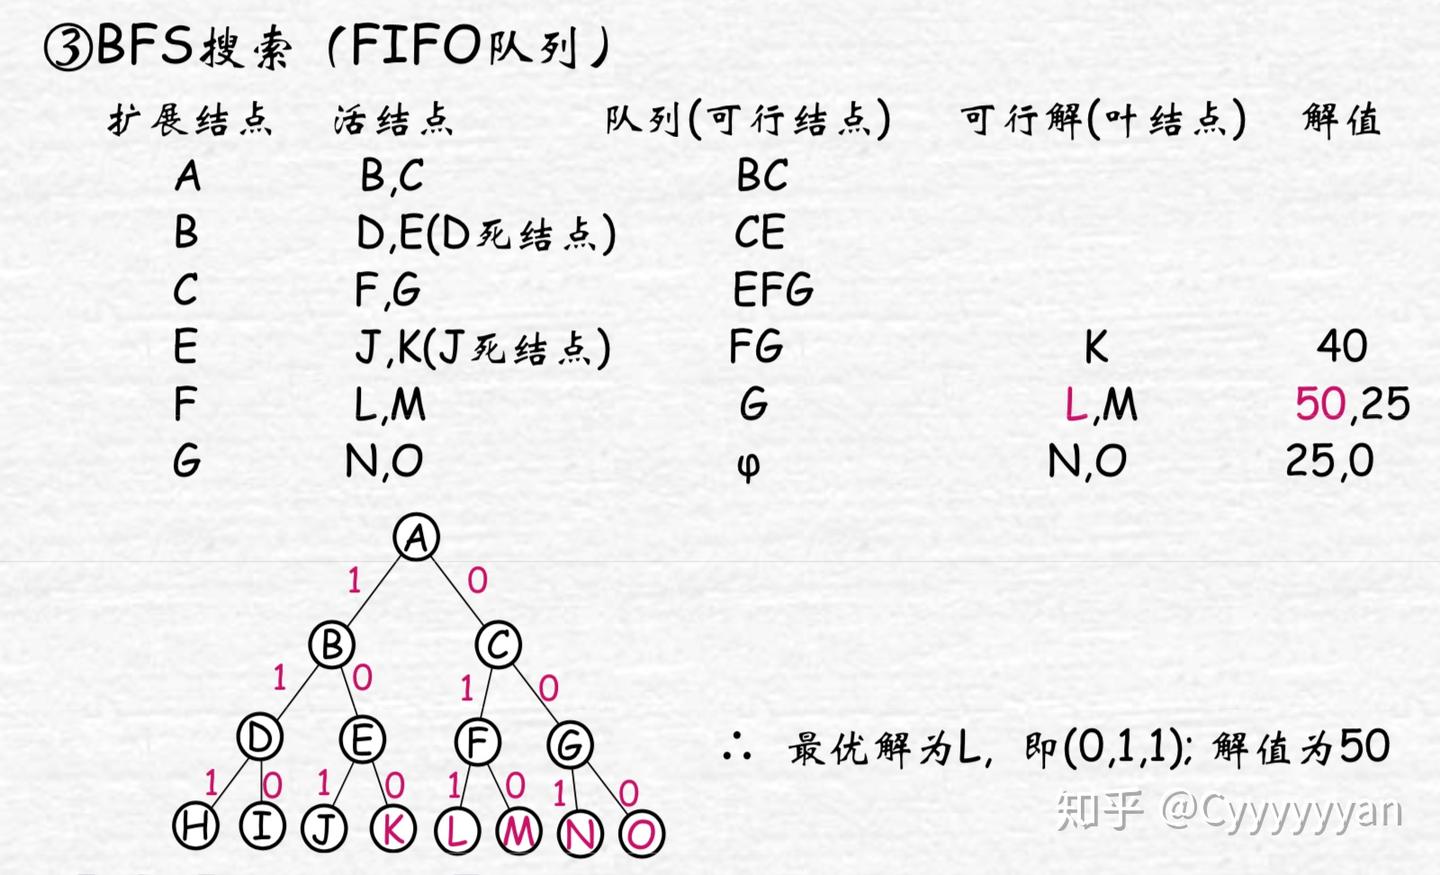 ③BFS搜索（FIFO队列）
扩展结点 活结点 队列(可行结点) 可行解(叶结点) 解值
A B,C BC
B D,E(D死结点) CE
C F,G EFG
E J,K(J死结点) FG K 40
F L,M G L,M 50,25
G N,O φ N,O 25,0
A
1 0
B C
1 0 1 0
D E F G
1 0 1 0 1 0 1 0
H I J K L M N O
∴ 最优解为L, 即(0,1,1); 解值为50
知乎 @Cyyyyyyan